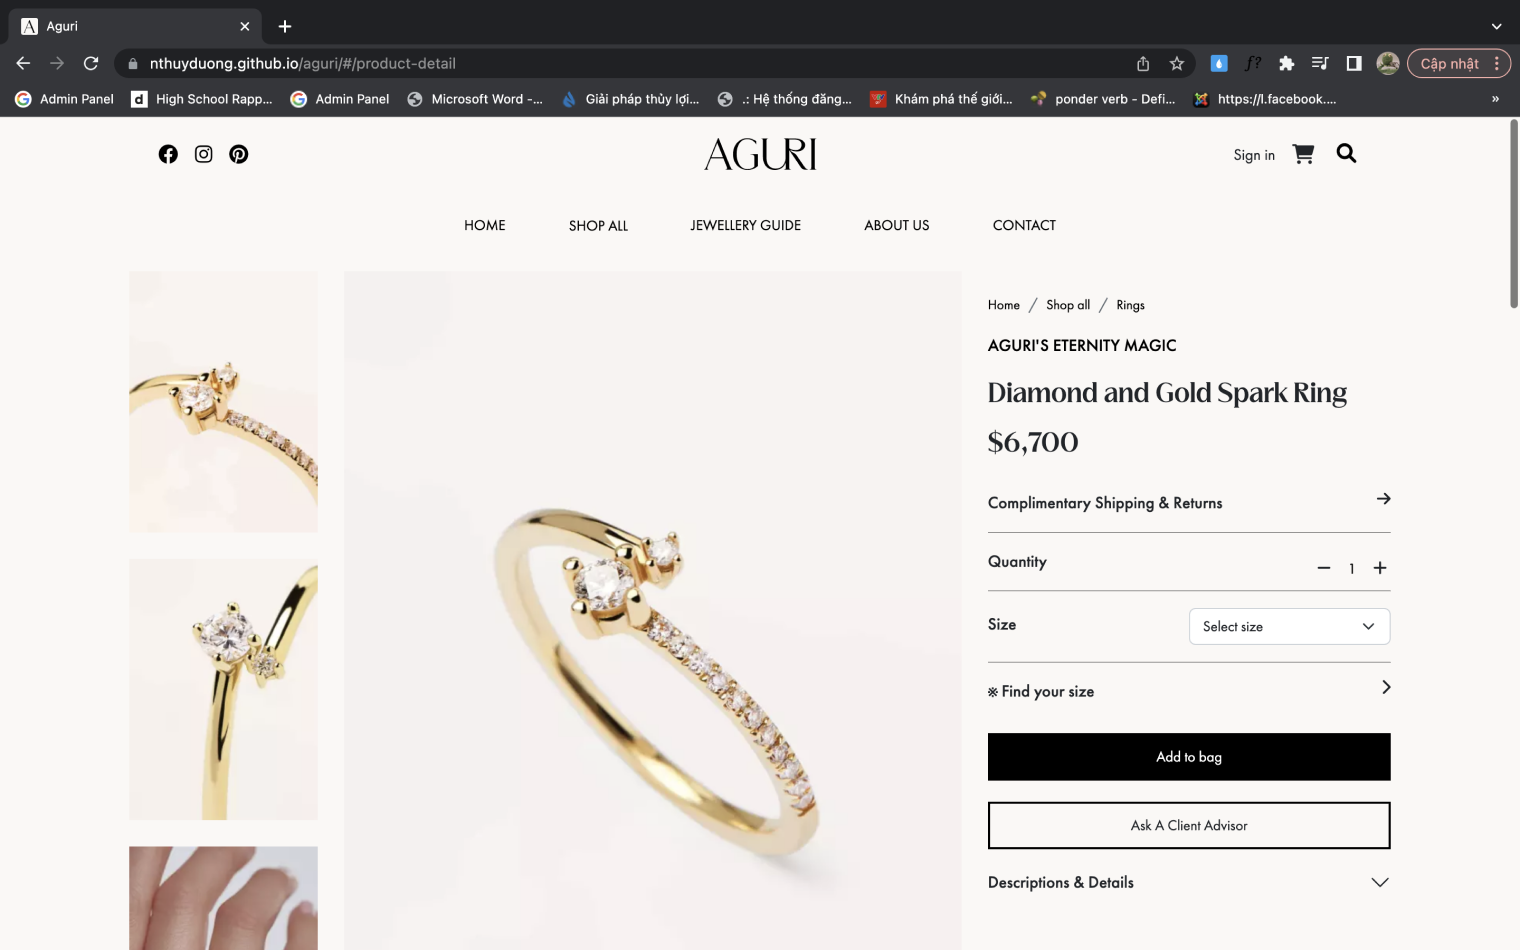 Aguri
nthuyduong.github.io/aguri/#/product-detail
Cập nhật
Admin Panel
High School Rapp...
Admin Panel
Microsoft Word -...
Giải pháp thủy lợi...
.: Hệ thống đăng...
Khám phá thế giới...
ponder verb - Defi...
https://l.facebook....
»
AGURI
Sign in
HOME
SHOP ALL
JEWELLERY GUIDE
ABOUT US
CONTACT
Home / Shop all / Rings
AGURI'S ETERNITY MAGIC
Diamond and Gold Spark Ring
$6,700
Complimentary Shipping & Returns
Quantity
− 1 +
Size
Select size
※ Find your size
Add to bag
Ask A Client Advisor
Descriptions & Details